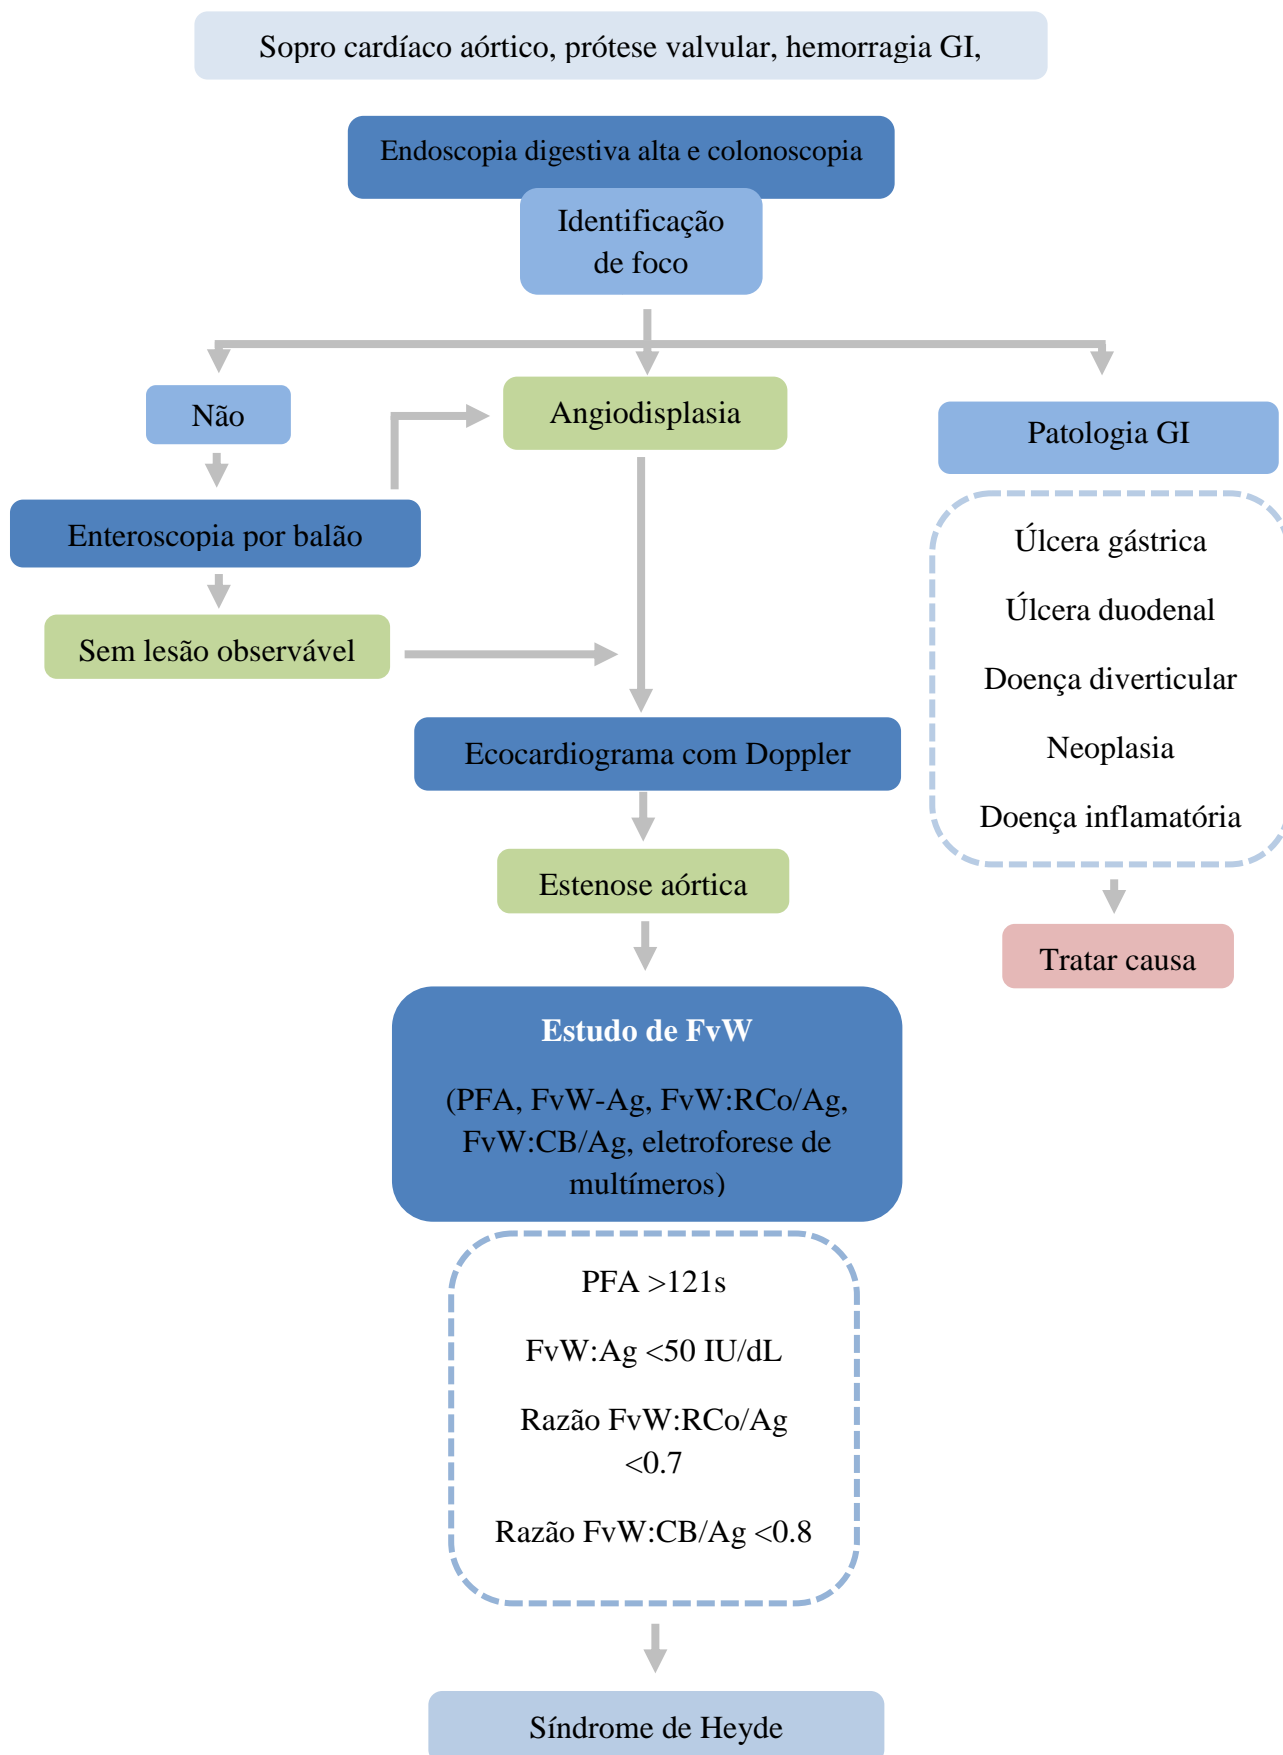 Sopro cardíaco aórtico, prótese valvular, hemorragia GI,
Endoscopia digestiva alta e colonoscopia
Identificação
de foco
Não
Angiodisplasia
Patologia GI
Enteroscopia por balão
Sem lesão observável
Úlcera gástrica
Úlcera duodenal
Doença diverticular
Neoplasia
Doença inflamatória
Tratar causa
Ecocardiograma com Doppler
Estenose aórtica
Estudo de FvW
(PFA, FvW-Ag, FvW:RCo/Ag,
FvW:CB/Ag, eletroforese de
multímeros)
PFA >121s
FvW:Ag <50 IU/dL
Razão FvW:RCo/Ag
<0.7
Razão FvW:CB/Ag <0.8
Síndrome de Heyde